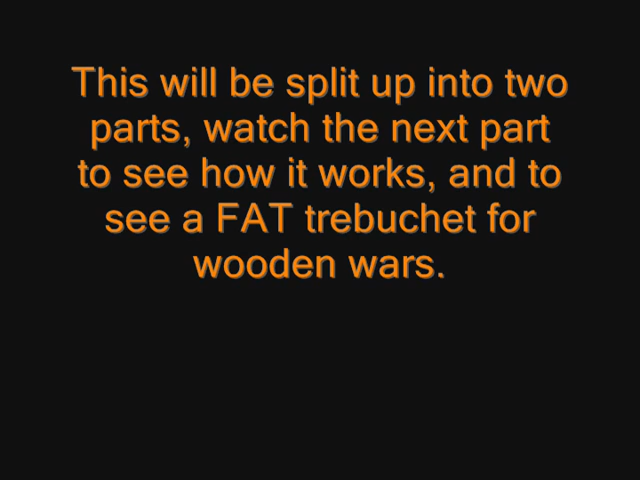 This will be split up into two
parts, watch the next part
to see how it works, and to
see a FAT trebuchet for
wooden wars.